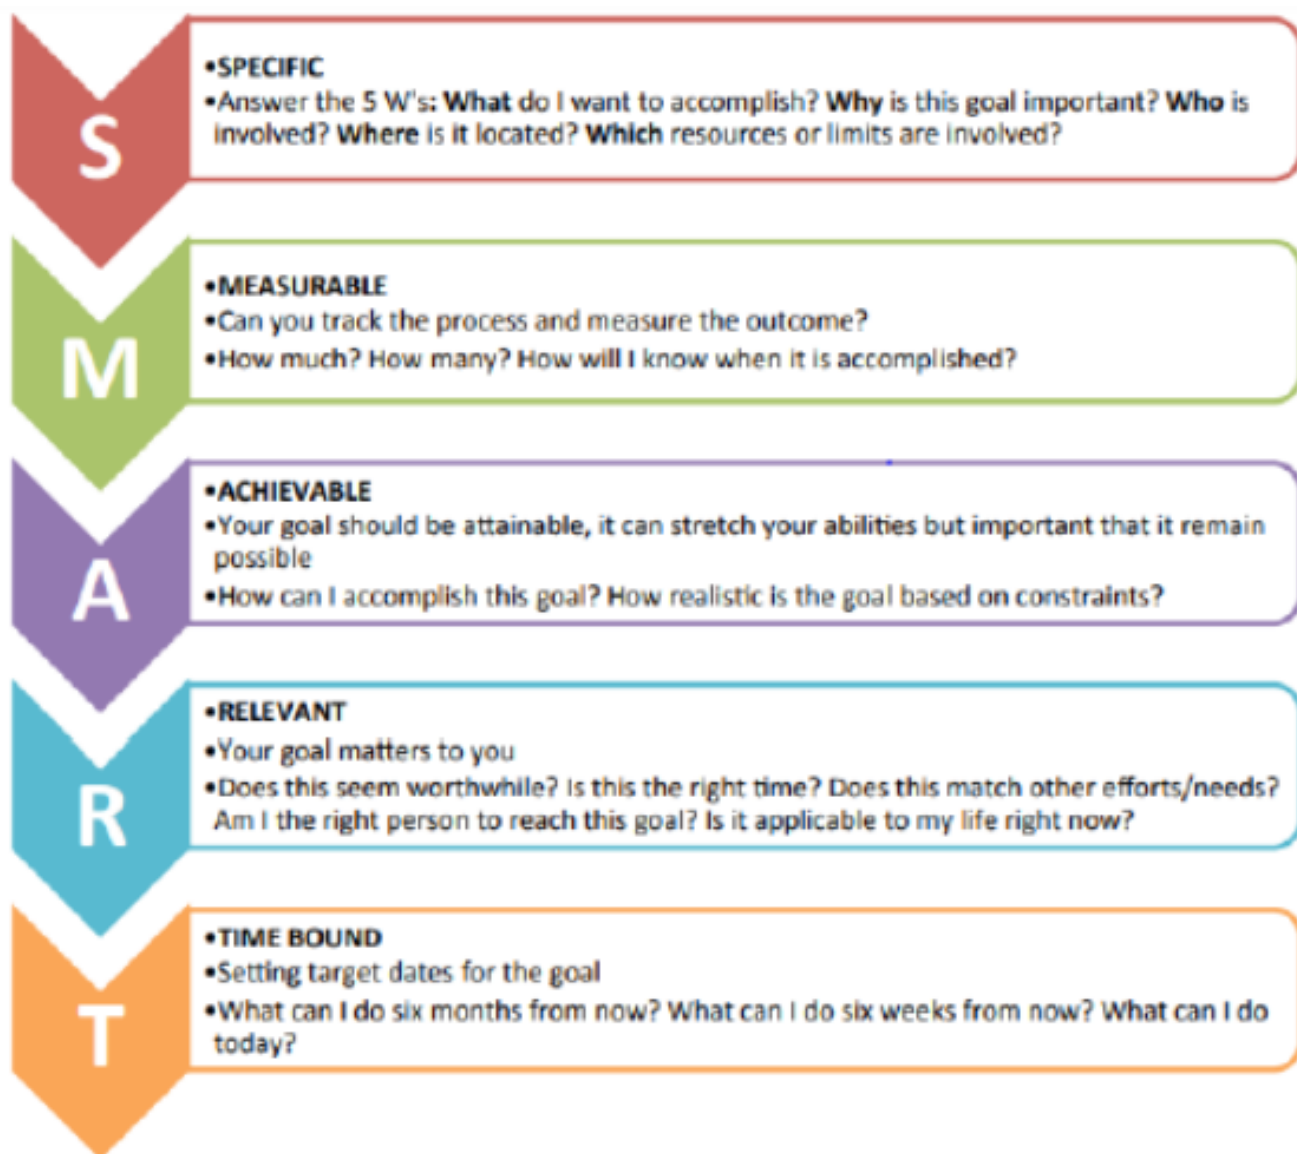 S
•SPECIFIC
•Answer the 5 W's: What do I want to accomplish? Why is this goal important? Who is
involved? Where is it located? Which resources or limits are involved?
M
•MEASURABLE
•Can you track the process and measure the outcome?
•How much? How many? How will I know when it is accomplished?
A
•ACHIEVABLE
•Your goal should be attainable, it can stretch your abilities but important that it remain
possible
•How can I accomplish this goal? How realistic is the goal based on constraints?
R
•RELEVANT
•Your goal matters to you
•Does this seem worthwhile? Is this the right time? Does this match other efforts/needs?
Am I the right person to reach this goal? Is it applicable to my life right now?
T
•TIME BOUND
•Setting target dates for the goal
•What can I do six months from now? What can I do six weeks from now? What can I do
today?